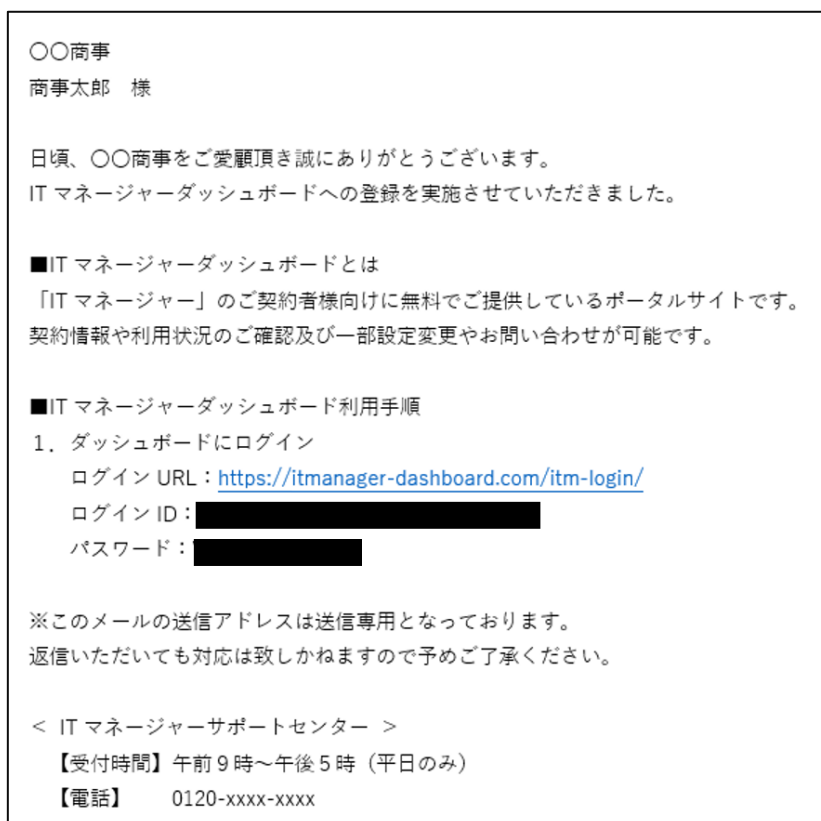 〇〇商事
商事太郎　様
日頃、〇〇商事をご愛顧頂き誠にありがとうございます。
IT マネージャーダッシュボードへの登録を実施させていただきました。
■IT マネージャーダッシュボードとは
「IT マネージャー」のご契約者様向けに無料でご提供しているポータルサイトです。
契約情報や利用状況のご確認及び一部設定変更やお問い合わせが可能です。
■IT マネージャーダッシュボード利用手順
1．ダッシュボードにログイン
ログイン URL：https://itmanager-dashboard.com/itm-login/
ログイン ID：
パスワード：
※このメールの送信アドレスは送信専用となっております。
返信いただいても対応は致しかねますので予めご了承ください。
＜ IT マネージャーサポートセンター ＞
【受付時間】午前９時～午後５時（平日のみ）
【電話】　　0120-xxxx-xxxx